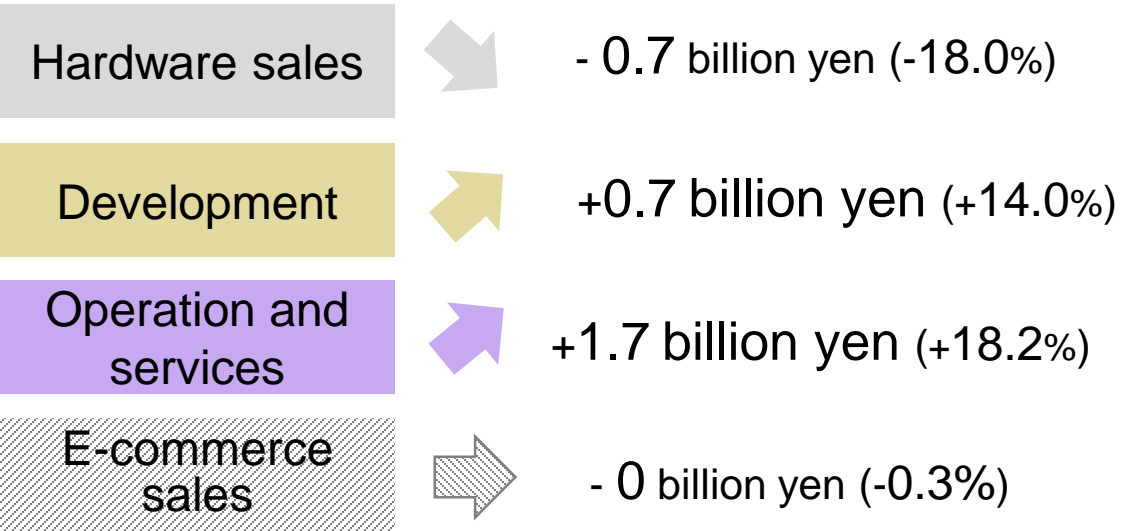 Hardware sales
- 0.7 billion yen (-18.0%)
Development
+0.7 billion yen (+14.0%)
Operation and
services
+1.7 billion yen (+18.2%)
E-commerce
sales
- 0 billion yen (-0.3%)